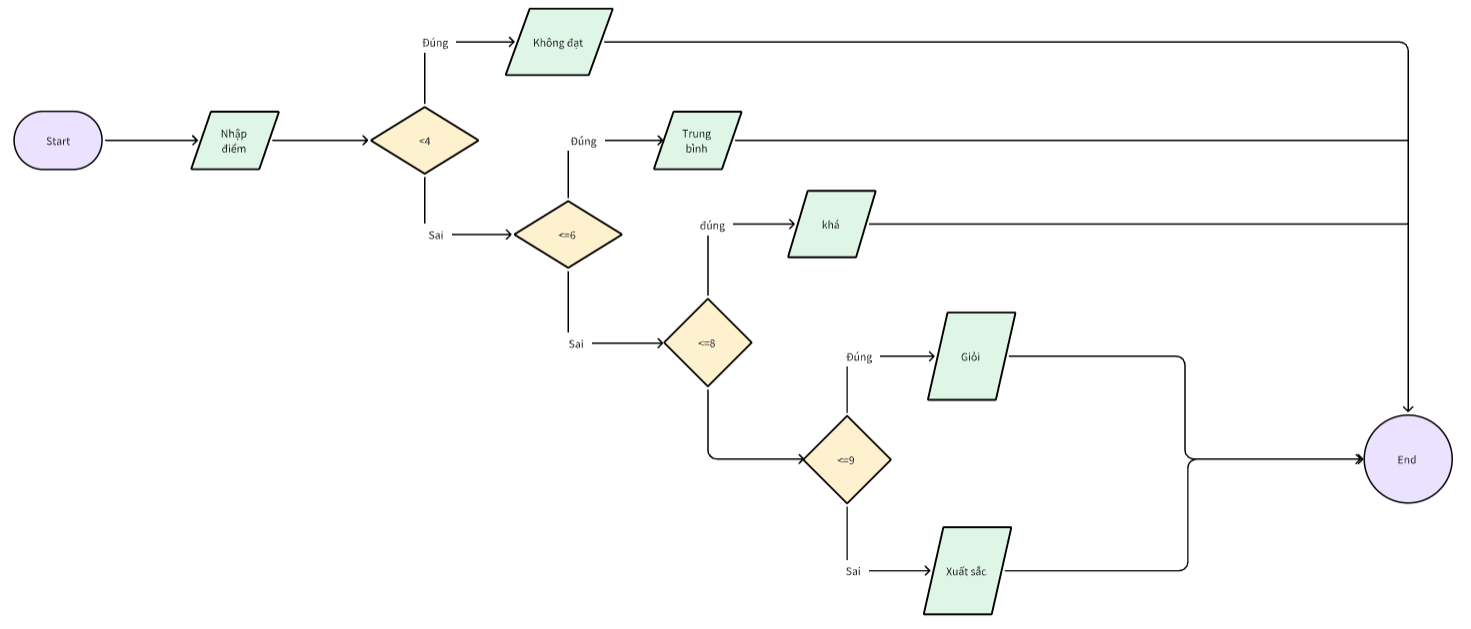 Đúng
Không đạt
Start
Nhập
điểm
<4
Đúng
Trung
bình
Sai
<=6
đúng
khá
Sai
<=8
Đúng
Giỏi
<=9
End
Sai
Xuất sắc